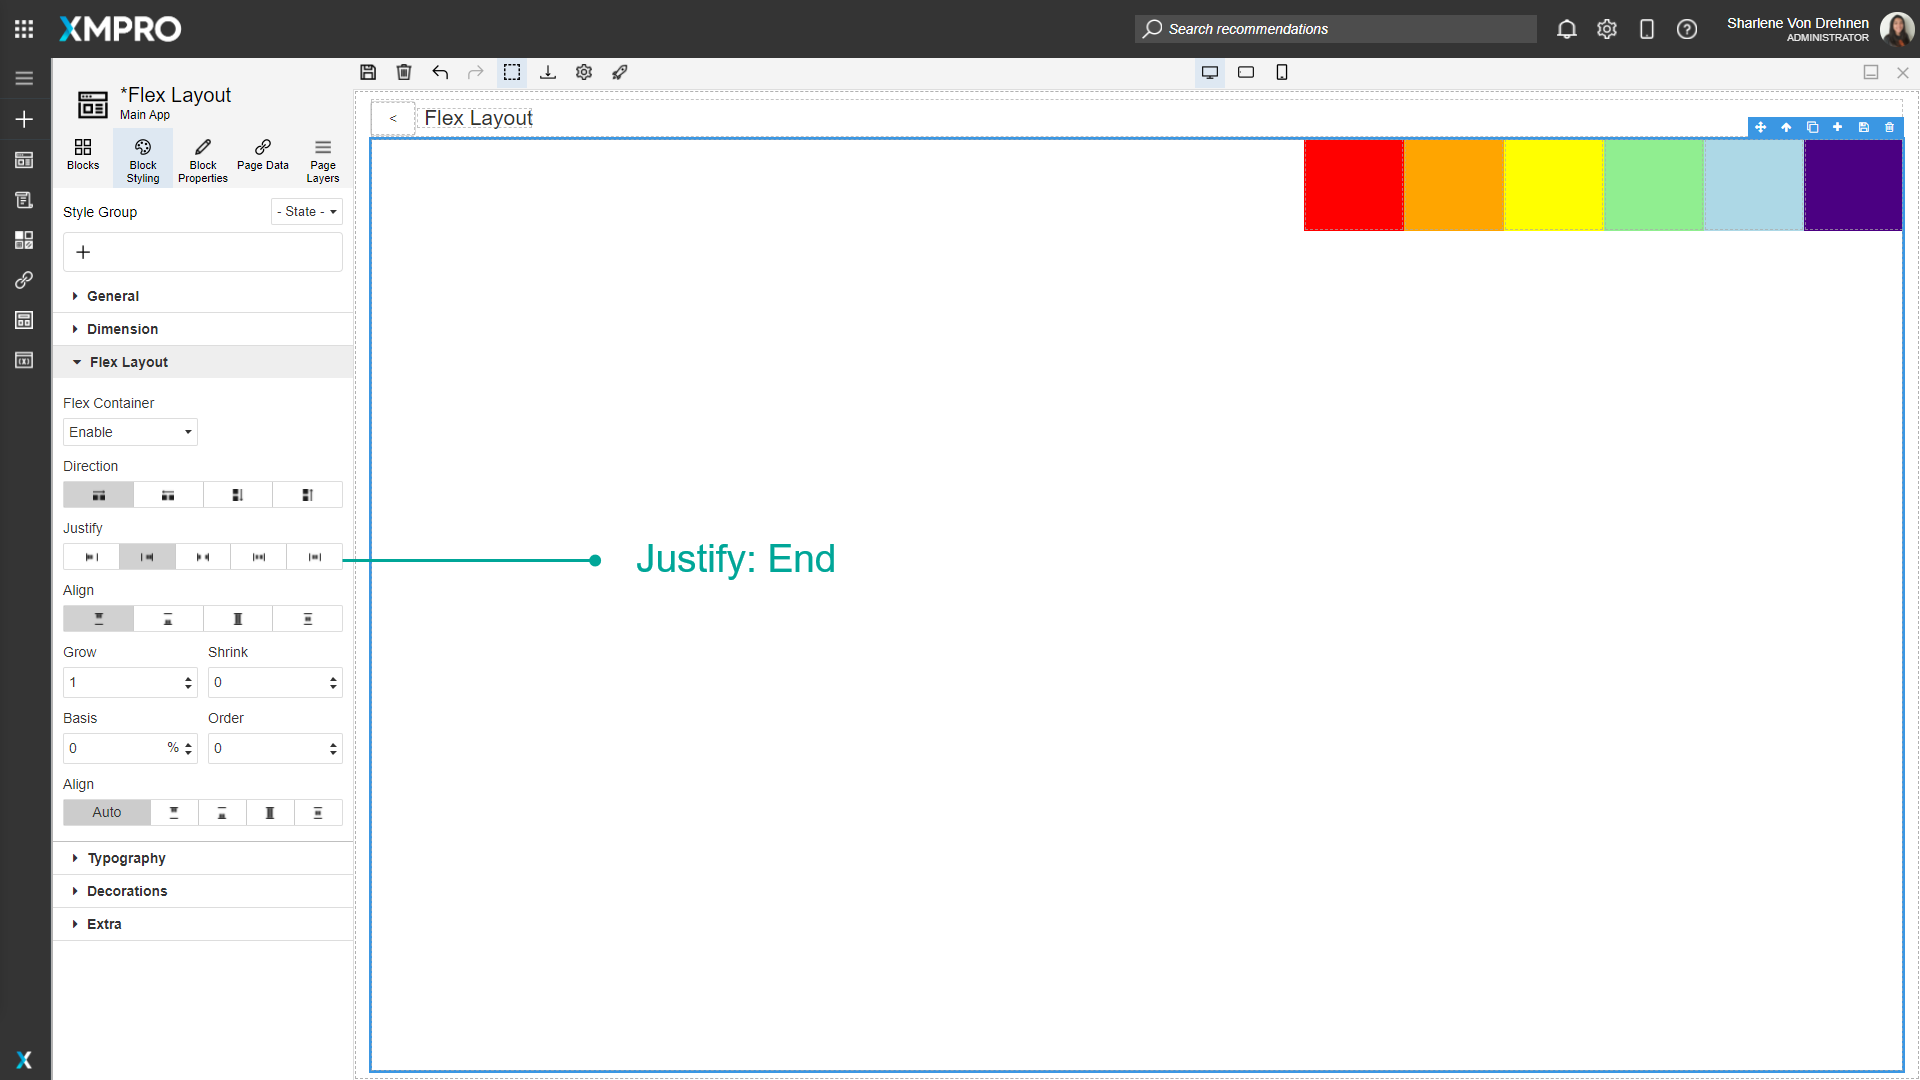 XMPRO
Search recommendations
Sharlene Von Drehnen
ADMINISTRATOR
*Flex Layout
Main App
Blocks
Block Styling
Block Properties
Page Data
Page Layers
< Flex Layout
Style Group
- State -
General
Dimension
Flex Layout
Flex Container
Enable
Direction
Justify
Justify: End
Align
Grow Shrink
1 0
Basis Order
0 % 0
Align
Auto
Typography
Decorations
Extra